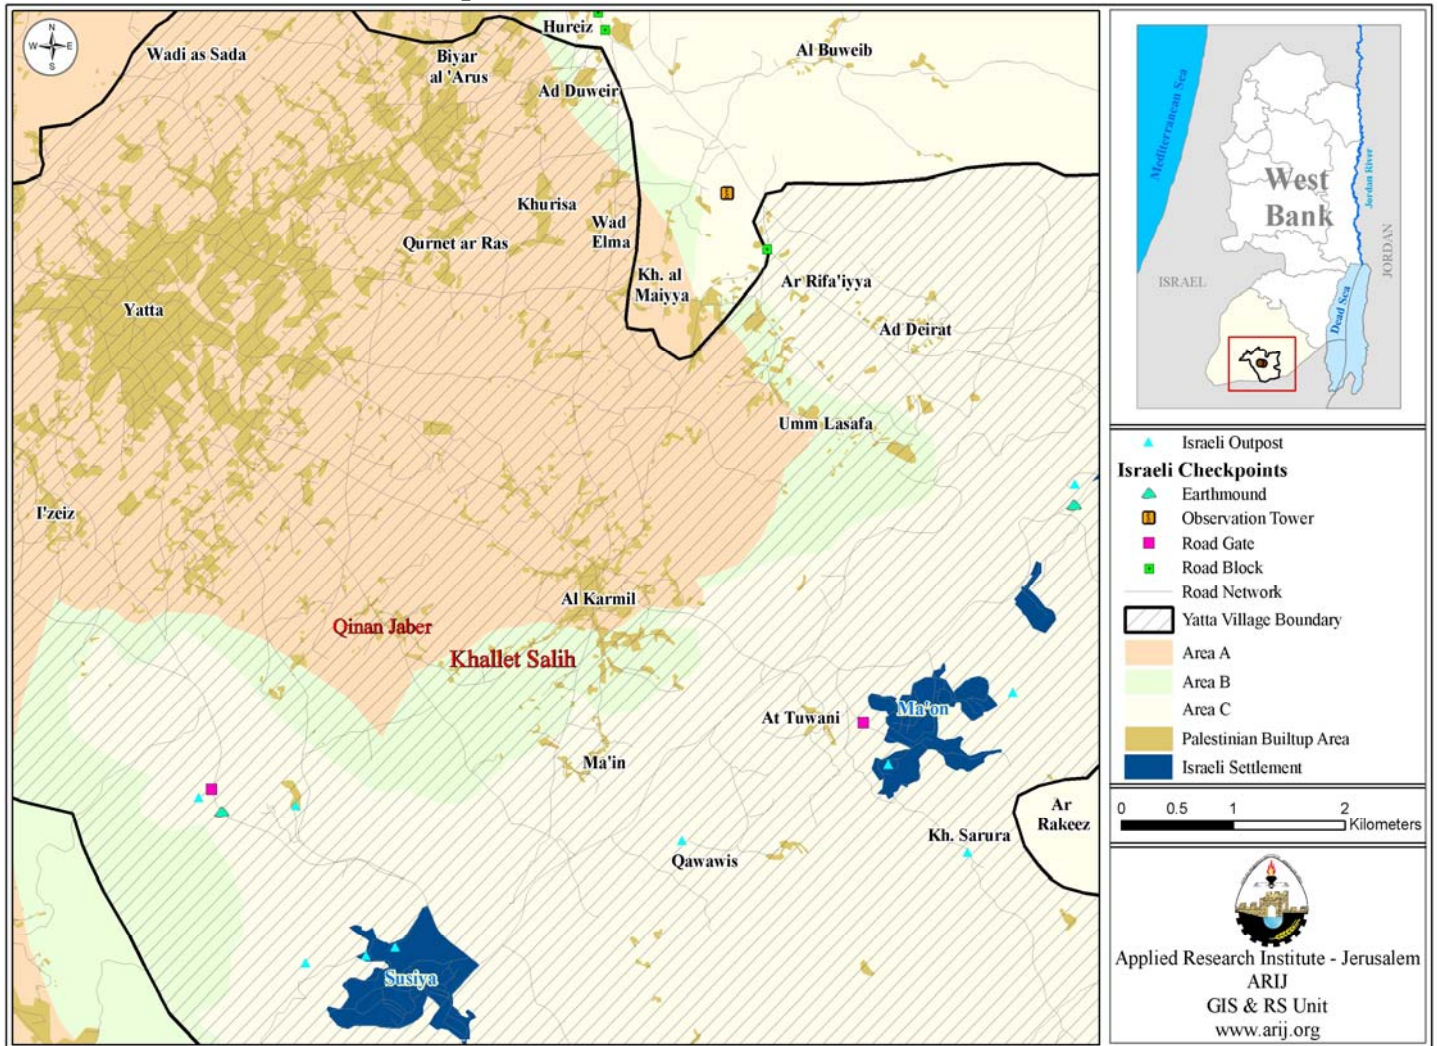 N
W E
S
Wadi as Sada
Biyar
al 'Arus
Hureiz
Al Buweib
Ad Duweir
Khurisa
Wad
Elma
Qurnet ar Ras
Kh. al
Maiyya
Ar Rifa'iyya
Yatta
Ad Deirat
Umm Lasafa
I'zeiz
Al Karmil
Qinan Jaber
Khallet Salih
At Tuwani
Ma'on
Ma'in
Ar
Rakeez
Kh. Sarura
Qawawis
Susiya
Mediterranean Sea
West
Bank
Jordan River
JORDAN
ISRAEL
Dead Sea
Israeli Outpost
Israeli Checkpoints
Earthmound
Observation Tower
Road Gate
Road Block
Road Network
Yatta Village Boundary
Area A
Area B
Area C
Palestinian Builtup Area
Israeli Settlement
0 0.5 1 2
Kilometers
Applied Research Institute - Jerusalem
ARIJ
GIS & RS Unit
www.arij.org